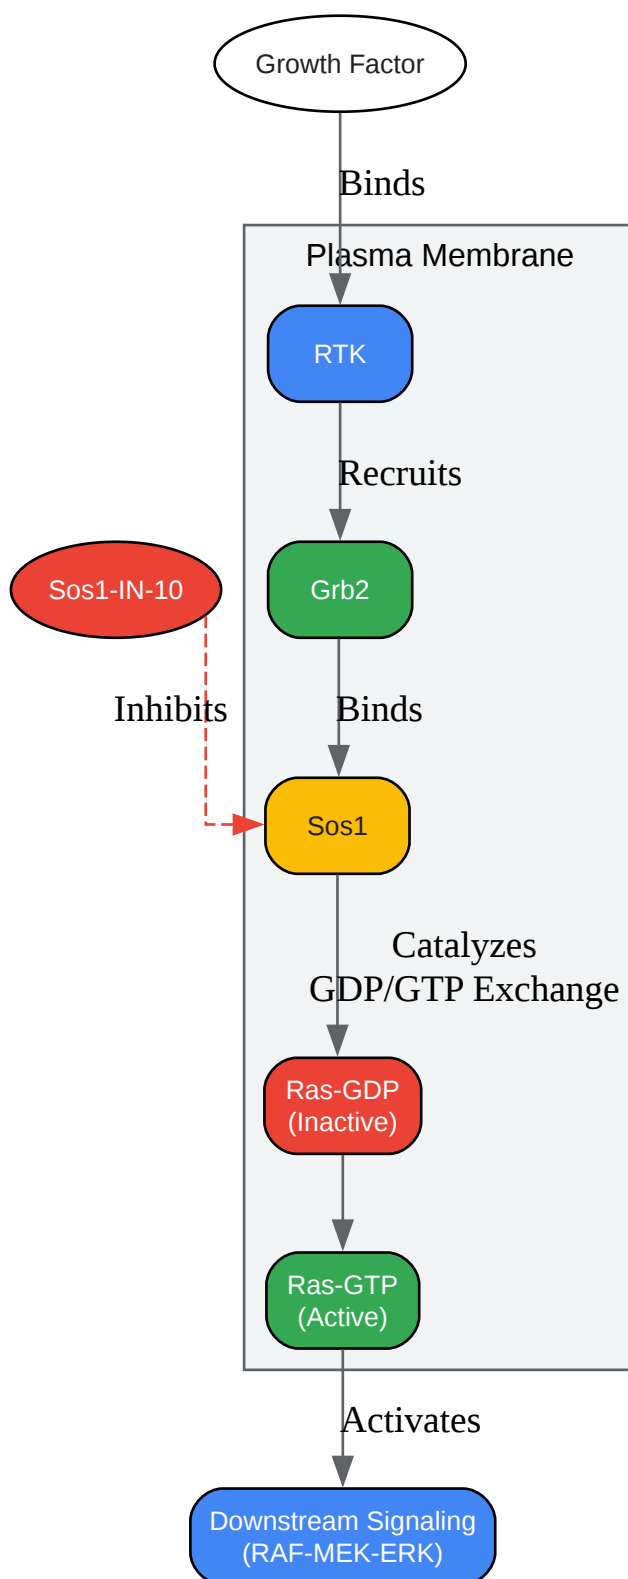 Growth Factor
Binds
Plasma Membrane
RTK
Recruits
Sos1-IN-10
Grb2
Inhibits
Binds
Sos1
Catalyzes
GDP/GTP Exchange
Ras-GDP
(Inactive)
Ras-GTP
(Active)
Activates
Downstream Signaling
(RAF-MEK-ERK)